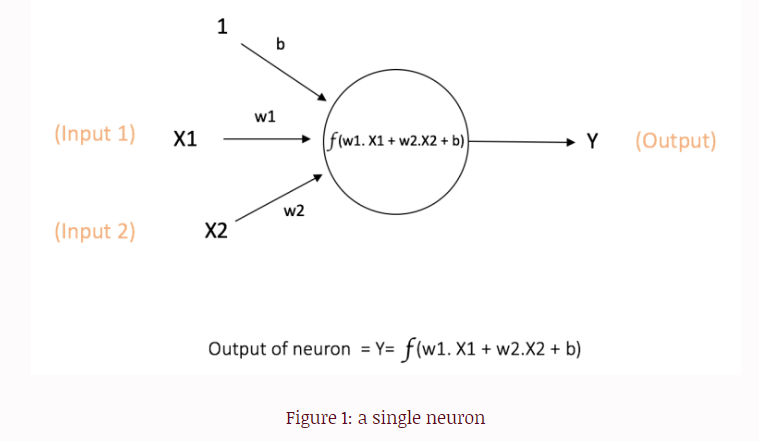 1
b
w1
(Input 1) X1 f(w1. X1 + w2.X2 + b) Y (Output)
w2
(Input 2) X2
Output of neuron = Y= f(w1. X1 + w2.X2 + b)
Figure 1: a single neuron